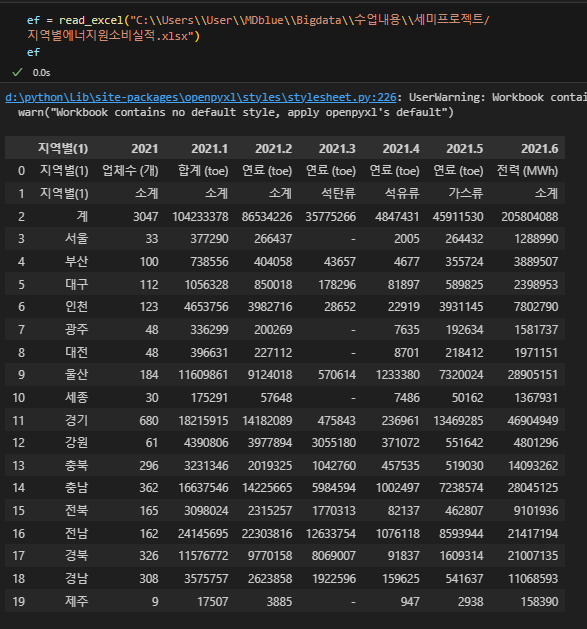 ef = read_excel("C:\\Users\\User\\MDblue\\Bigdata\\수업내용\\세미프로젝트/
지역별에너지원소비실적.xlsx")
ef
✓ 0.0s
d:\python\Lib\site-packages\openpyxl\styles\stylesheet.py:226: UserWarning: Workbook contai
warn("Workbook contains no default style, apply openpyxl's default")
지역별(1) 2021 2021.1 2021.2 2021.3 2021.4 2021.5 2021.6
0 지역별(1) 업체수 (개) 합계 (toe) 연료 (toe) 연료 (toe) 연료 (toe) 연료 (toe) 전력 (MWh)
1 지역별(1) 소계 소계 소계 석탄류 석유류 가스류 소계
2 계 3047 104233378 86534226 35775266 4847431 45911530 205804088
3 서울 33 377290 266437 - 2005 264432 1288990
4 부산 100 738556 404058 43657 4677 355724 3889507
5 대구 112 1056328 850018 178296 81897 589825 2398953
6 인천 123 4653756 3982716 28652 22919 3931145 7802790
7 광주 48 336299 200269 - 7635 192634 1581737
8 대전 48 396631 227112 - 8701 218412 1971151
9 울산 184 11609861 9124018 570614 1233380 7320024 28905151
10 세종 30 175291 57648 - 7486 50162 1367931
11 경기 680 18215915 14182089 475843 236961 13469285 46904949
12 강원 61 4390806 3977894 3055180 371072 551642 4801296
13 충북 296 3231346 2019325 1042760 457535 519030 14093262
14 충남 362 16637546 14225665 5984594 1002497 7238574 28045125
15 전북 165 3098024 2315257 1770313 82137 462807 9101936
16 전남 162 24145695 22303816 12633754 1076118 8593944 21417194
17 경북 326 11576772 9770158 8069007 91837 1609314 21007135
18 경남 308 3575757 2623858 1922596 159625 541637 11068593
19 제주 9 17507 3885 - 947 2938 158390